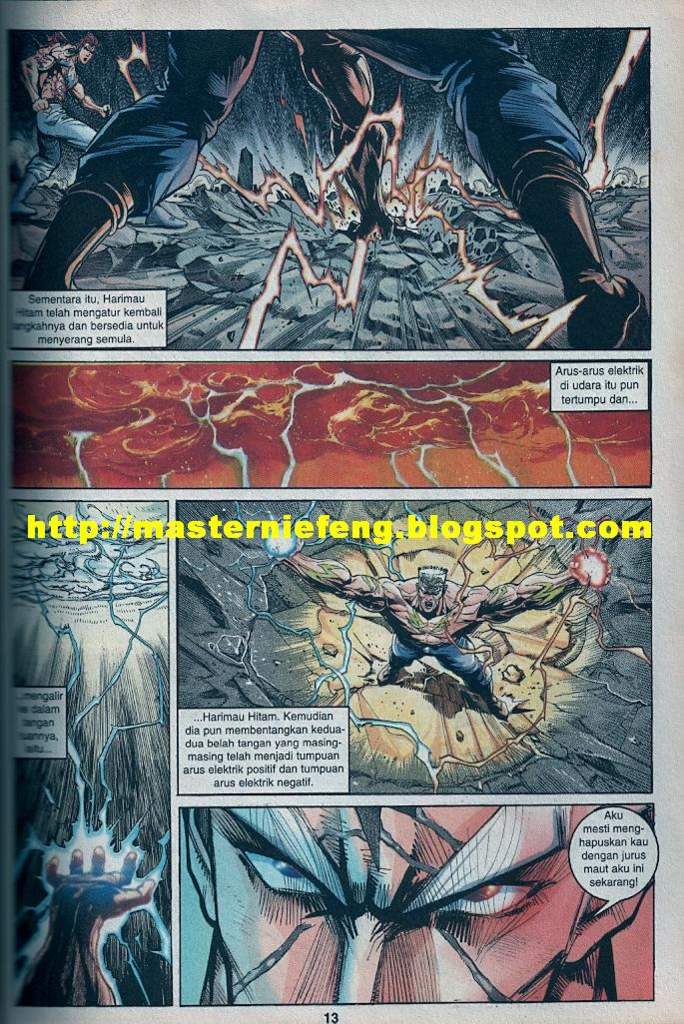 Sementara itu, Harimau
Hitam telah mengatur kembali
langkahnya dan bersedia untuk
menyerang semula.
Arus-arus elektrik
di udara itu pun
tertumpu dan...
http://masterniefeng.blogspot.com
...mengalir
ke dalam
tangan
tuannya,
iaitu...
...Harimau Hitam. Kemudian
dia pun membentangkan kedua-
dua belah tangan yang masing-
masing telah menjadi tumpuan
arus elektrik positif dan tumpuan
arus elektrik negatif.
Aku
mesti meng-
hapuskan kau
dengan jurus
maut aku ini
sekarang!
13